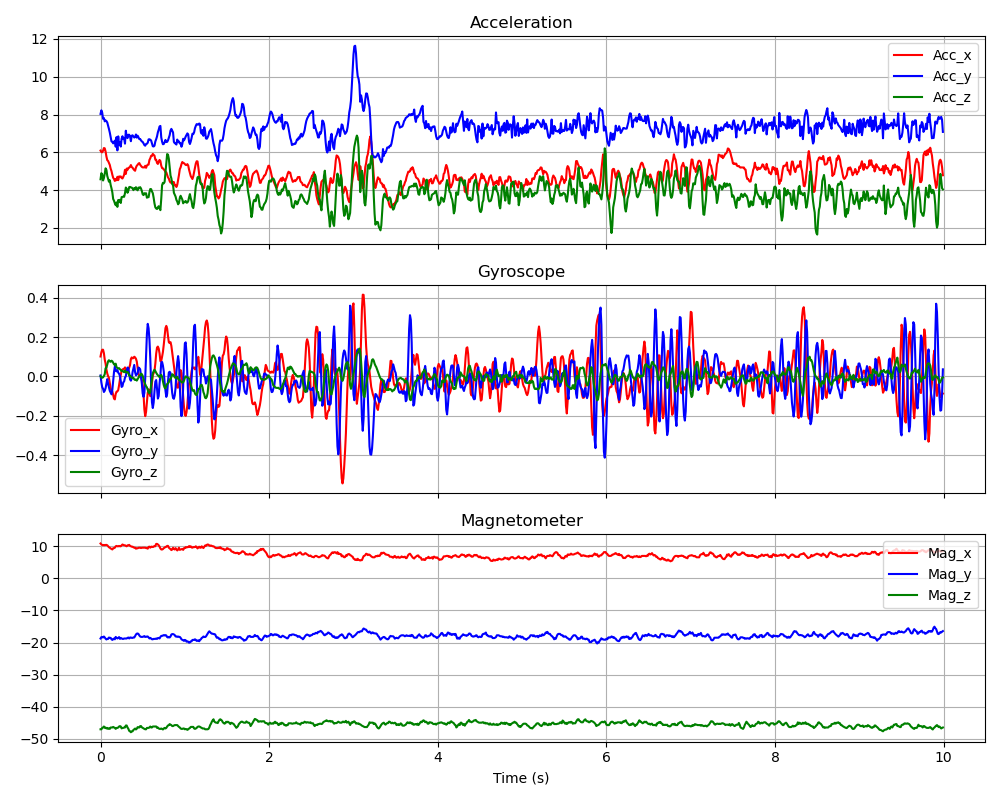 Acceleration
12
10
8
6
4
2
Acc_x
Acc_y
Acc_z
Gyroscope
0.4
0.2
0.0
−0.2
−0.4
Gyro_x
Gyro_y
Gyro_z
Magnetometer
10
0
−10
−20
−30
−40
−50
Mag_x
Mag_y
Mag_z
0 2 4 6 8 10
Time (s)